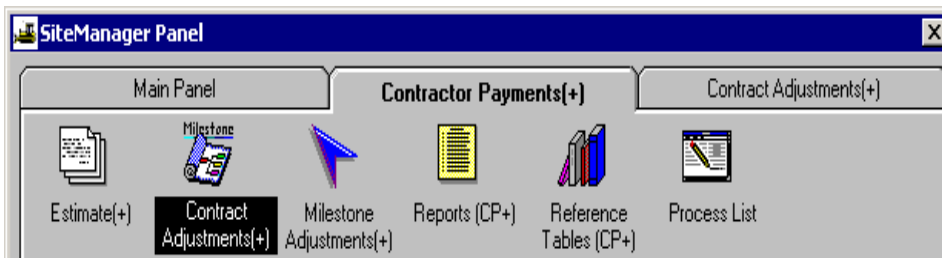 SiteManager Panel
Main Panel
Contractor Payments(+)
Contract Adjustments(+)
Milestone
Estimate(+)
Contract
Adjustments(+)
Milestone
Adjustments(+)
Reports (CP+)
Reference
Tables (CP+)
Process List